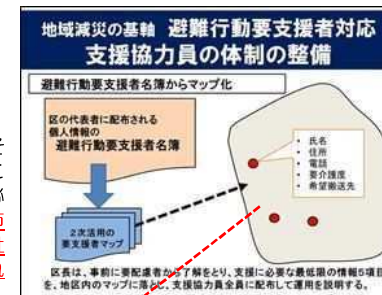 地域減災の基軸 避難行動要支援者対応
支援協力員の体制の整備
避難行動要支援者名簿からマップ化
区の代表者に配布される
個人情報の
避難行動要支援者名簿
・ 氏名
・ 住所
・ 電話
・ 要介護度
・ 希望搬送先
2次活用の
要支援者マップ
区長は、事前に要配慮者から了解をとり、支援に必要な最低限の情報5項目
を、地区内のマップに落とし、支援協力員全員に配布して運用を説明する。